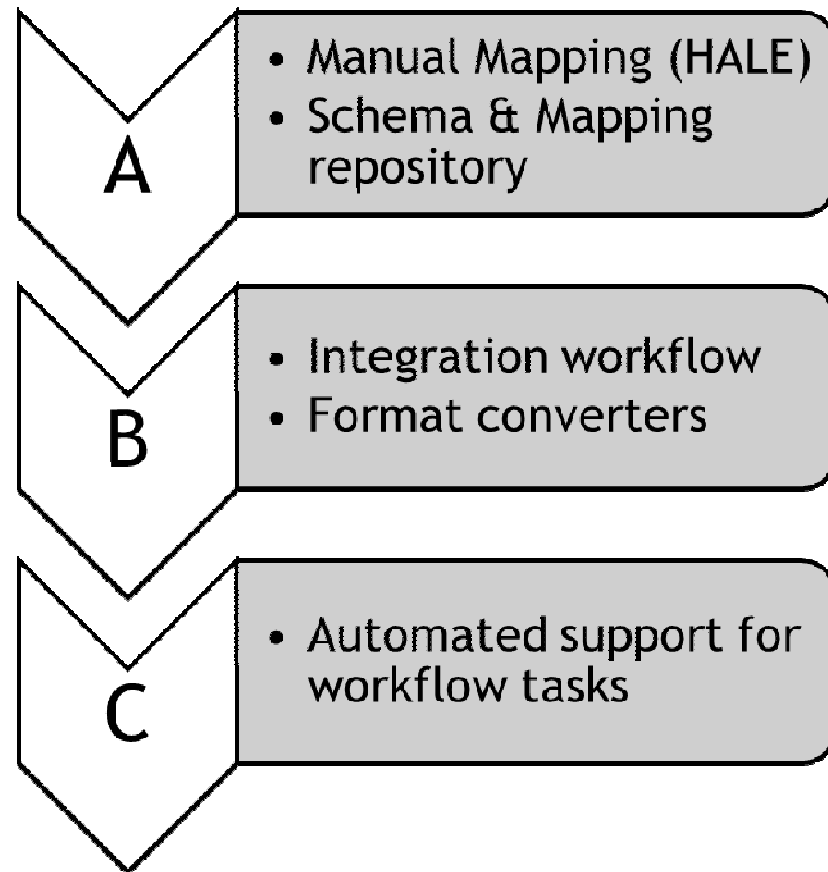 A
• Manual Mapping (HALE)
• Schema & Mapping
repository
B
• Integration workflow
• Format converters
C
• Automated support for
workflow tasks